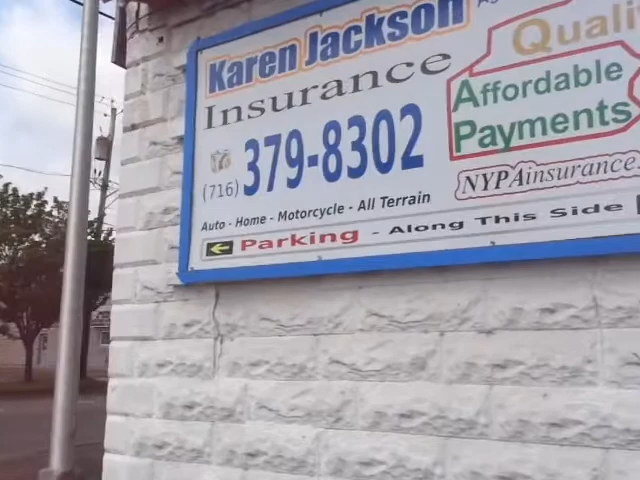 Karen Jackson
Insurance
Quali
Affordable
Payments
(716) 379-8302
NYPAinsurance.
Auto - Home - Motorcycle - All Terrain
Parking - Along This Side